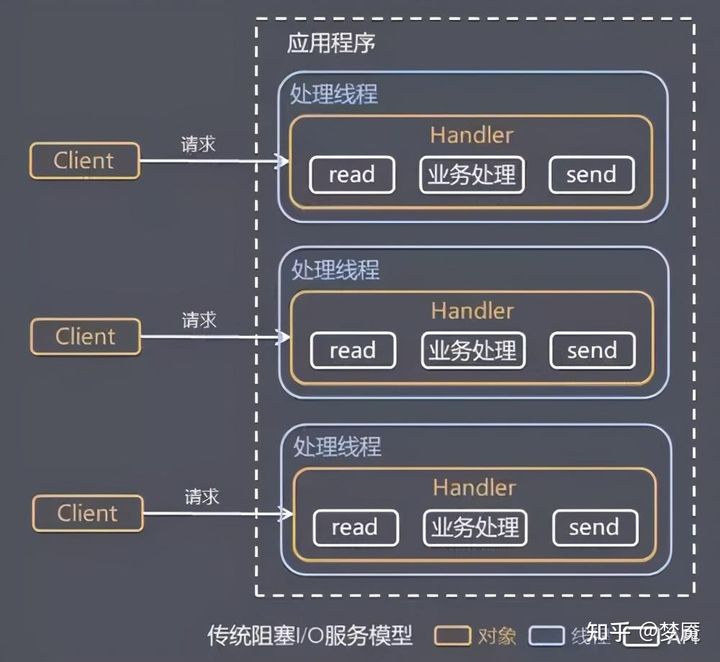 应用程序
处理线程
Handler
Client
请求
read
业务处理
send
处理线程
Handler
Client
请求
read
业务处理
send
处理线程
Handler
Client
请求
read
业务处理
send
传统阻塞I/O服务模型
对象
线程
知乎 @梦魇